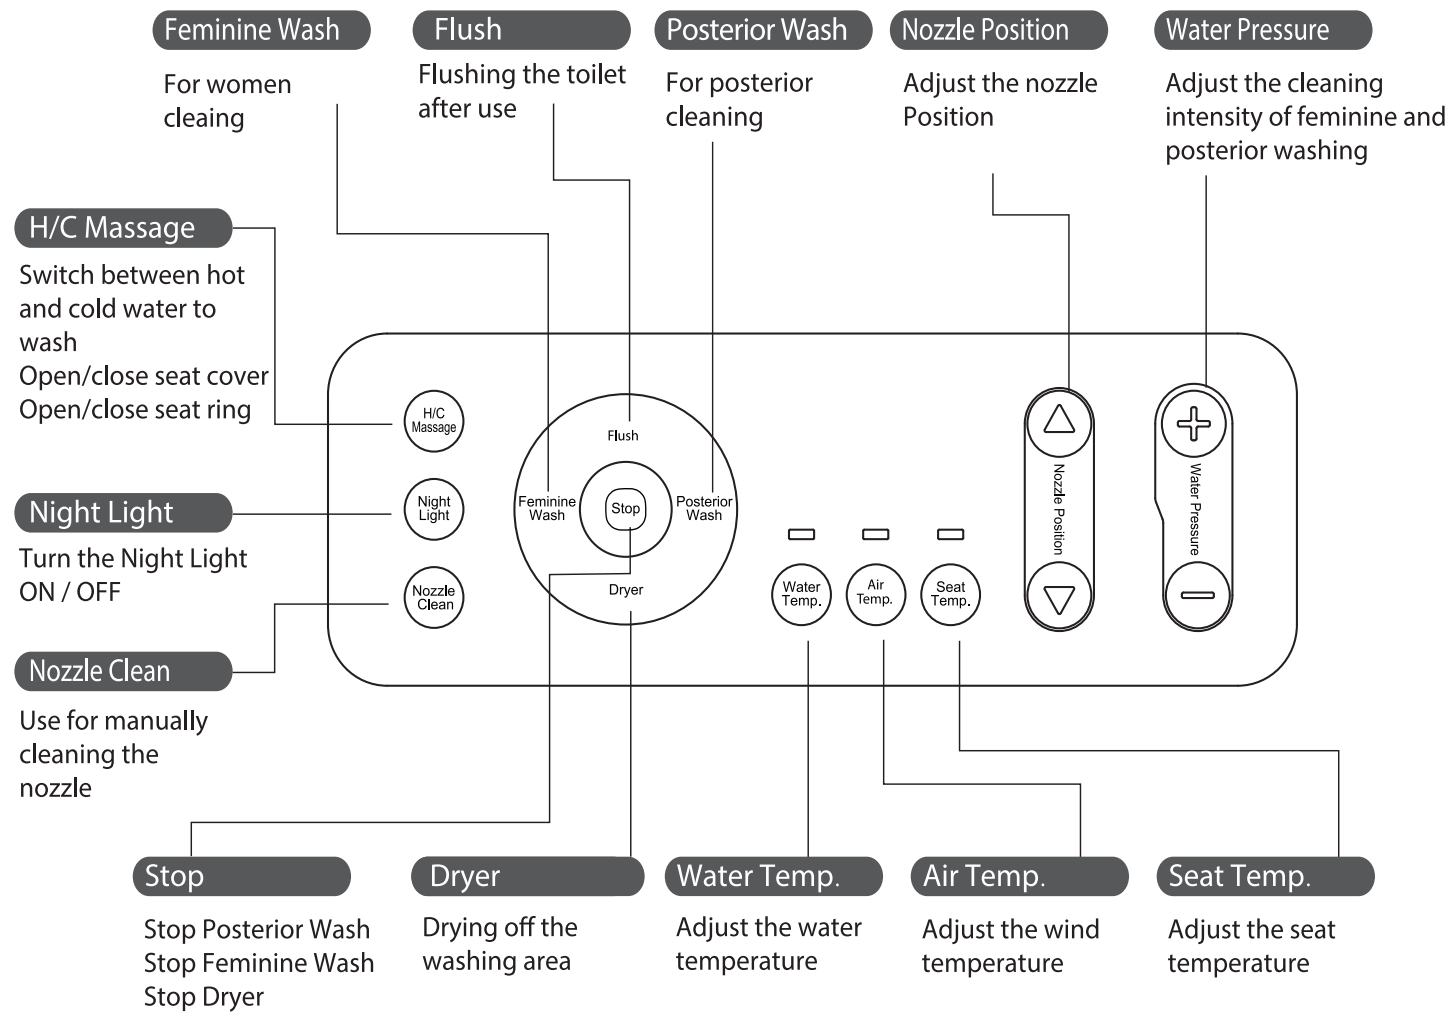 Feminine Wash
For women
cleaing
Flush
Flushing the toilet
after use
Posterior Wash
For posterior
cleaning
Nozzle Position
Adjust the nozzle
Position
Water Pressure
Adjust the cleaning
intensity of feminine and
posterior washing
H/C Massage
Switch between hot
and cold water to
wash
Open/close seat cover
Open/close seat ring
Night Light
Turn the Night Light
ON / OFF
Nozzle Clean
Use for manually
cleaning the
nozzle
H/C
Massage
Night
Light
Nozzle
Clean
Flush
Feminine
Wash
Stop
Posterior
Wash
Dryer
Water
Temp.
Air
Temp.
Seat
Temp.
Nozzle Position
Water Pressure
Stop
Stop Posterior Wash
Stop Feminine Wash
Stop Dryer
Dryer
Drying off the
washing area
Water Temp.
Adjust the water
temperature
Air Temp.
Adjust the wind
temperature
Seat Temp.
Adjust the seat
temperature